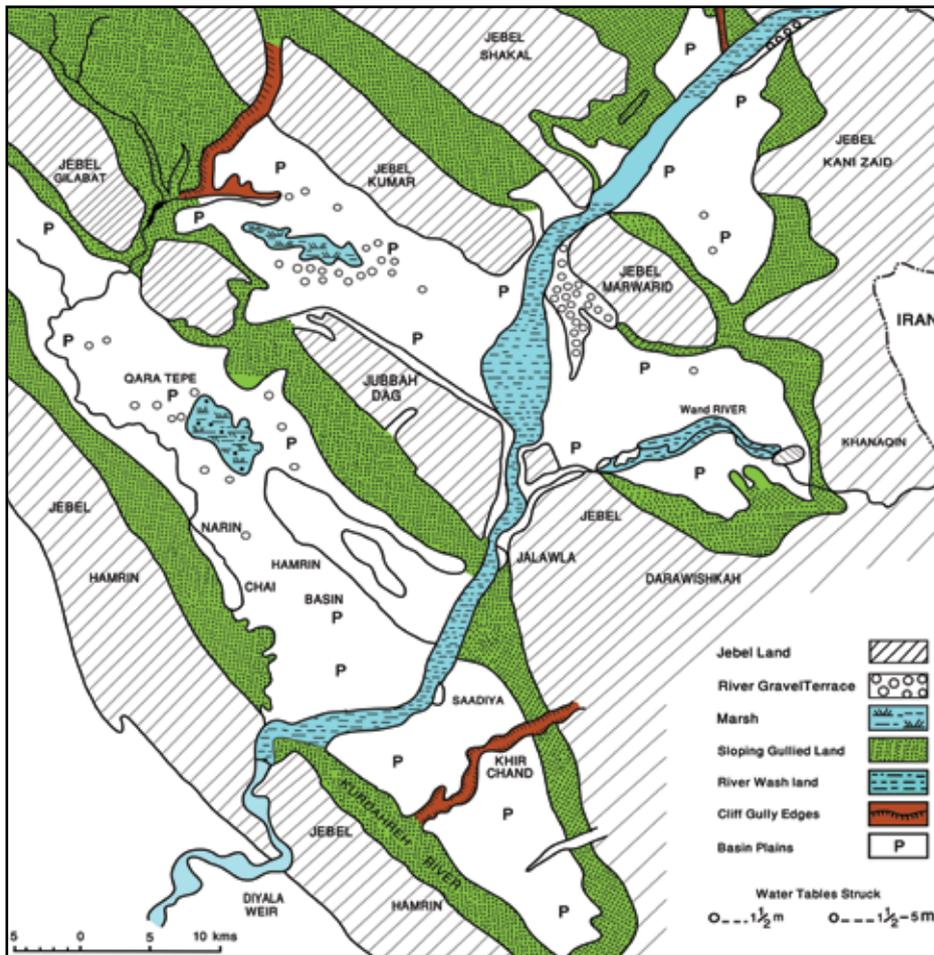 JEBEL
SHAKAL
P
P
JEBEL
KANI ZAID
JEBEL
GILABAT
P
JEBEL
KUMAR
P
P
P
P
P
JEBEL
MARWARID
P
IRAN
P
P
P
QARA TEPE
P
JUBBAH
DAG
Wand RIVER
P
P
P
KHANAQIN
JEBEL
HAMRIN
NARIN
CHAI
HAMRIN
BASIN
P
P
JEBEL
DARAWISHKAH
JALAWLA
SAADIYA
P
KHIR
CHAND
P
P
KURDAHREH RIVER
JEBEL
HAMRIN
DIYALA
WEIR
Jebel Land
River GravelTerrace
Marsh
Sloping Gullied Land
River Wash land
Cliff Gully Edges
Basin Plains P
Water Tables Struck
1½ m 1½–5 m
5 0 5 10 kms